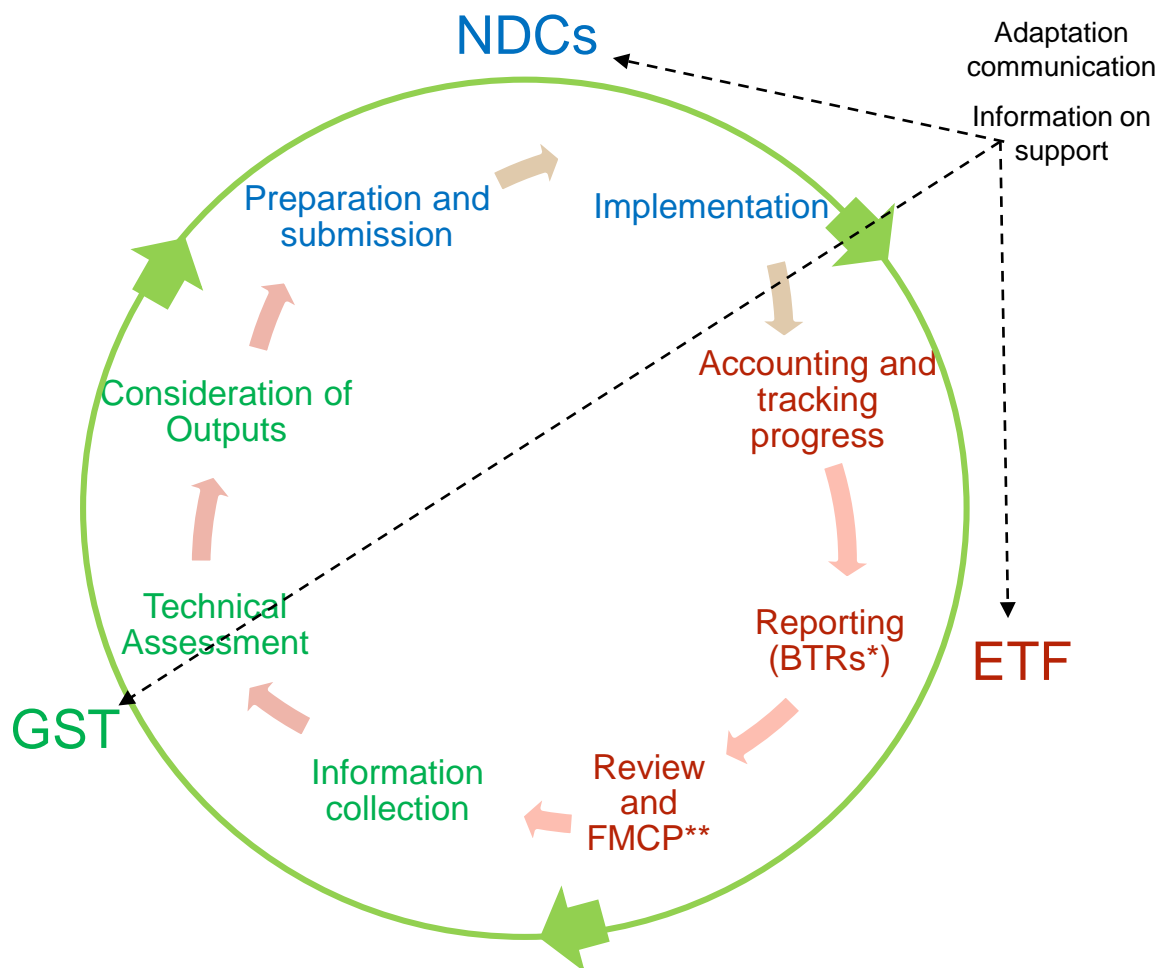 NDCs
Adaptation
communication
Information on
support
Preparation and
submission
Implementation
Accounting and
tracking
progress
Reporting
(BTRs*)
ETF
Review
and
FMCP**
Information
collection
GST
Technical
Assessment
Consideration of
Outputs